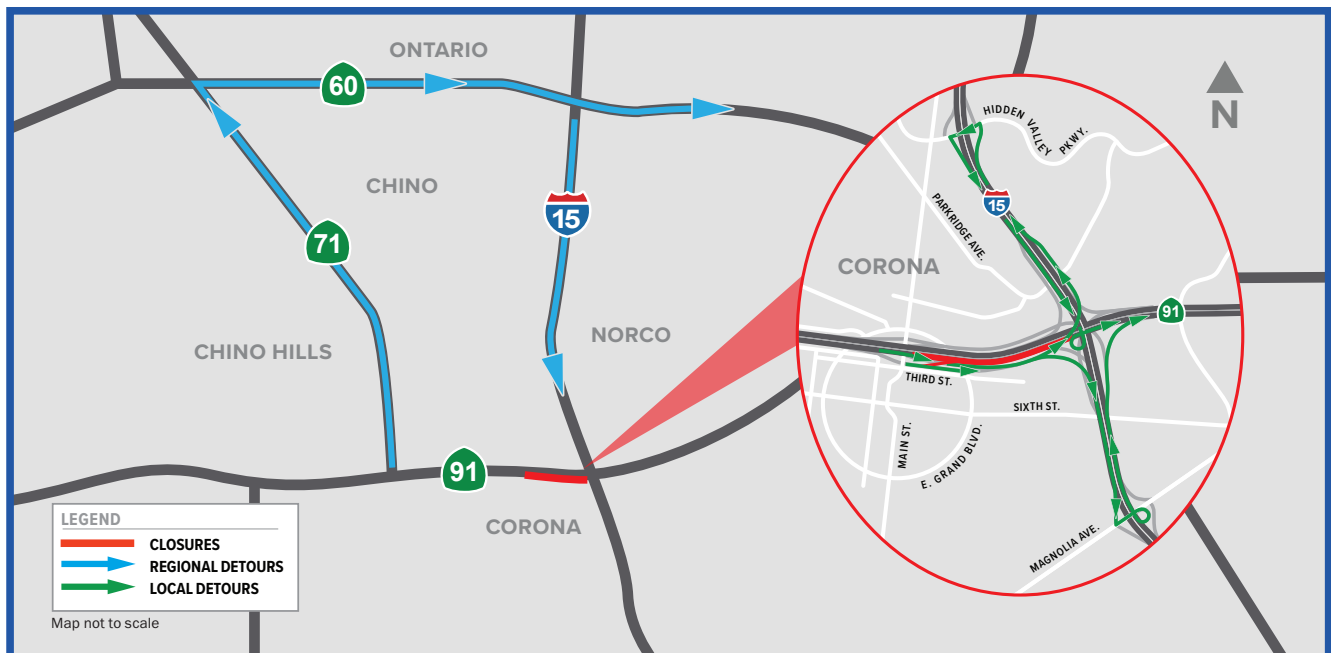 ONTARIO
60
CHINO
71
15
CHINO HILLS
NORCO
91
CORONA
N
HIDDEN VALLEY PKWY.
15
PARKRIDGE AVE.
CORONA
91
THIRD ST.
SIXTH ST.
MAIN ST.
E. GRAND BLVD.
MAGNOLIA AVE.
LEGEND
CLOSURES
REGIONAL DETOURS
LOCAL DETOURS
Map not to scale